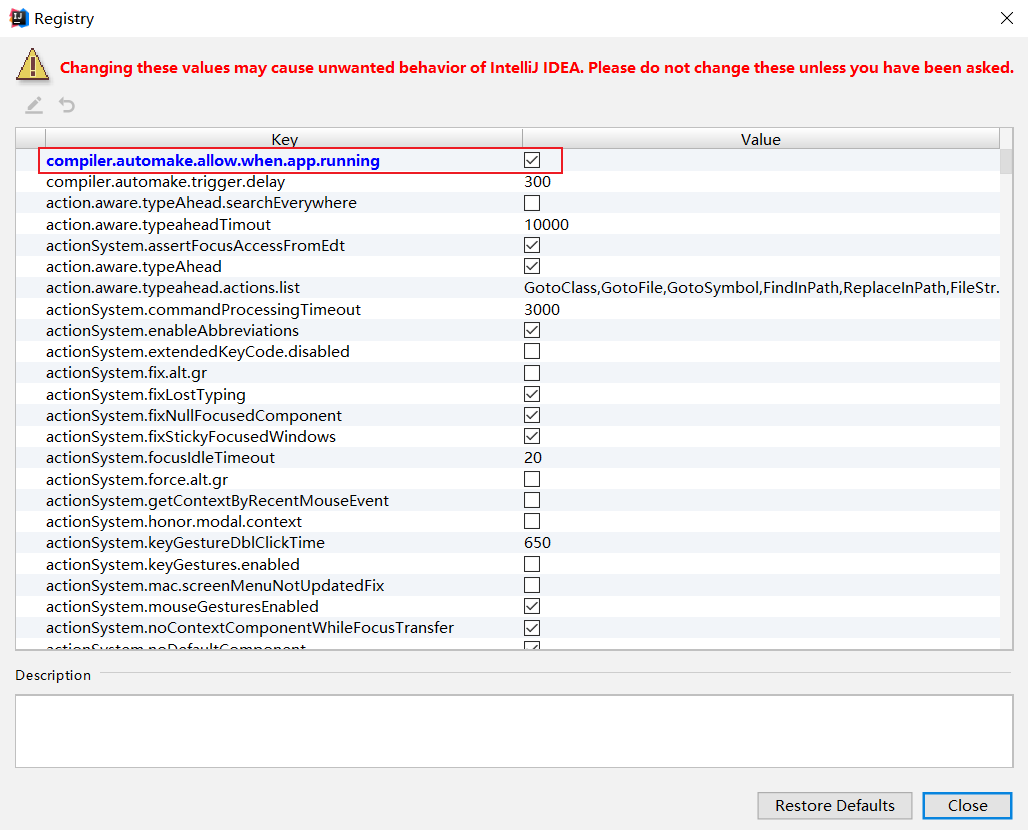 Registry
Changing these values may cause unwanted behavior of IntelliJ IDEA. Please do not change these unless you have been asked.
Key Value
compiler.automake.allow.when.app.running
compiler.automake.trigger.delay 300
action.aware.typeAhead.searchEverywhere
action.aware.typeaheadTimout 10000
actionSystem.assertFocusAccessFromEdt
action.aware.typeAhead
action.aware.typeahead.actions.list GotoClass,GotoFile,GotoSymbol,FindInPath,ReplaceInPath,FileStr.
actionSystem.commandProcessingTimeout 3000
actionSystem.enableAbbreviations
actionSystem.extendedKeyCode.disabled
actionSystem.fix.alt.gr
actionSystem.fixLostTyping
actionSystem.fixNullFocusedComponent
actionSystem.fixStickyFocusedWindows
actionSystem.focusIdleTimeout 20
actionSystem.force.alt.gr
actionSystem.getContextByRecentMouseEvent
actionSystem.honor.modal.context
actionSystem.keyGestureDblClickTime 650
actionSystem.keyGestures.enabled
actionSystem.mac.screenMenuNotUpdatedFix
actionSystem.mouseGesturesEnabled
actionSystem.noContextComponentWhileFocusTransfer
actionSystem.noDefaultComponent
Description
Restore Defaults Close